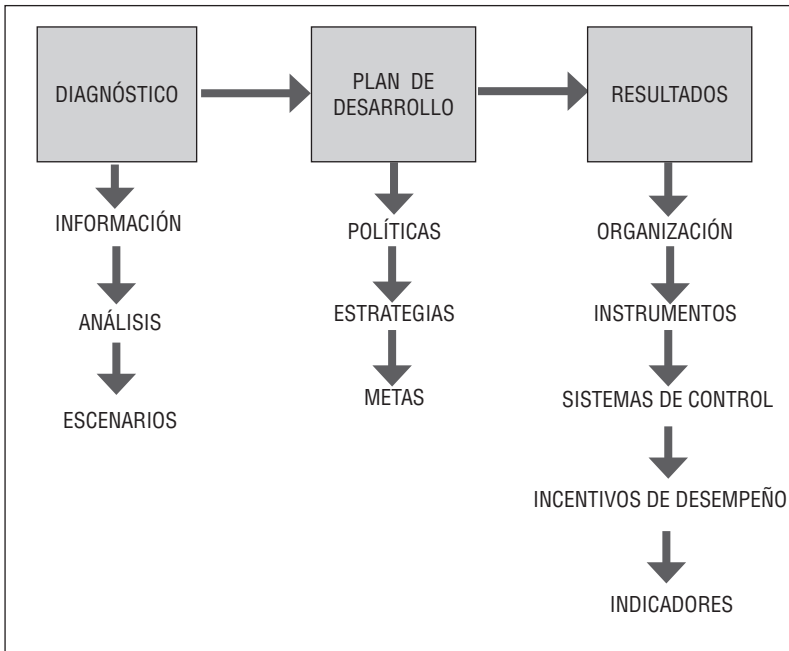 DIAGNÓSTICO
PLAN DE
DESARROLLO
RESULTADOS
INFORMACIÓN
ANÁLISIS
ESCENARIOS
POLÍTICAS
ESTRATEGIAS
METAS
ORGANIZACIÓN
INSTRUMENTOS
SISTEMAS DE CONTROL
INCENTIVOS DE DESEMPEÑO
INDICADORES